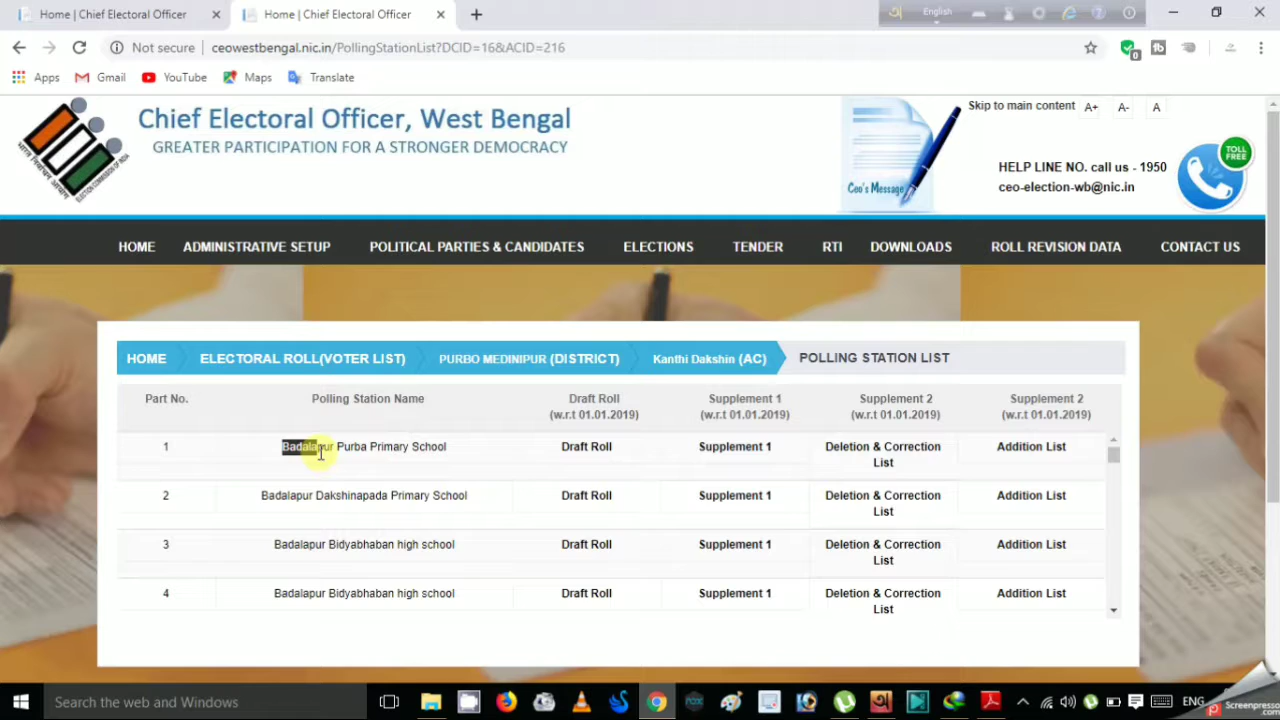 Home | Chief Electoral Officer
Home | Chief Electoral Officer
English
Not secure
ceowestbengal.nic.in/PollingStationList?DCID=16&ACID=216
0
Apps
Gmail
YouTube
Maps
Translate
Chief Electoral Officer, West Bengal
GREATER PARTICIPATION FOR A STRONGER DEMOCRACY
Ceo's Message
Skip to main content A+ A- A
HELP LINE NO. call us - 1950
ceo-election-wb@nic.in
TOLL
FREE
HOME ADMINISTRATIVE SETUP POLITICAL PARTIES & CANDIDATES ELECTIONS TENDER RTI DOWNLOADS ROLL REVISION DATA CONTACT US
HOME ELECTORAL ROLL(VOTER LIST) PURBO MEDINIPUR (DISTRICT) Kanthi Dakshin (AC) POLLING STATION LIST
Part No. Polling Station Name Draft Roll Supplement 1 Supplement 2 Supplement 2
(w.r.t 01.01.2019) (w.r.t 01.01.2019) (w.r.t 01.01.2019) (w.r.t 01.01.2019)
1 Badalapur Purba Primary School Draft Roll Supplement 1 Deletion & Correction Addition List
List
2 Badalapur Dakshinapada Primary School Draft Roll Supplement 1 Deletion & Correction Addition List
List
3 Badalapur Bidyabhaban high school Draft Roll Supplement 1 Deletion & Correction Addition List
List
4 Badalapur Bidyabhaban high school Draft Roll Supplement 1 Deletion & Correction Addition List
List
Search the web and Windows
ENG
Screenpresso